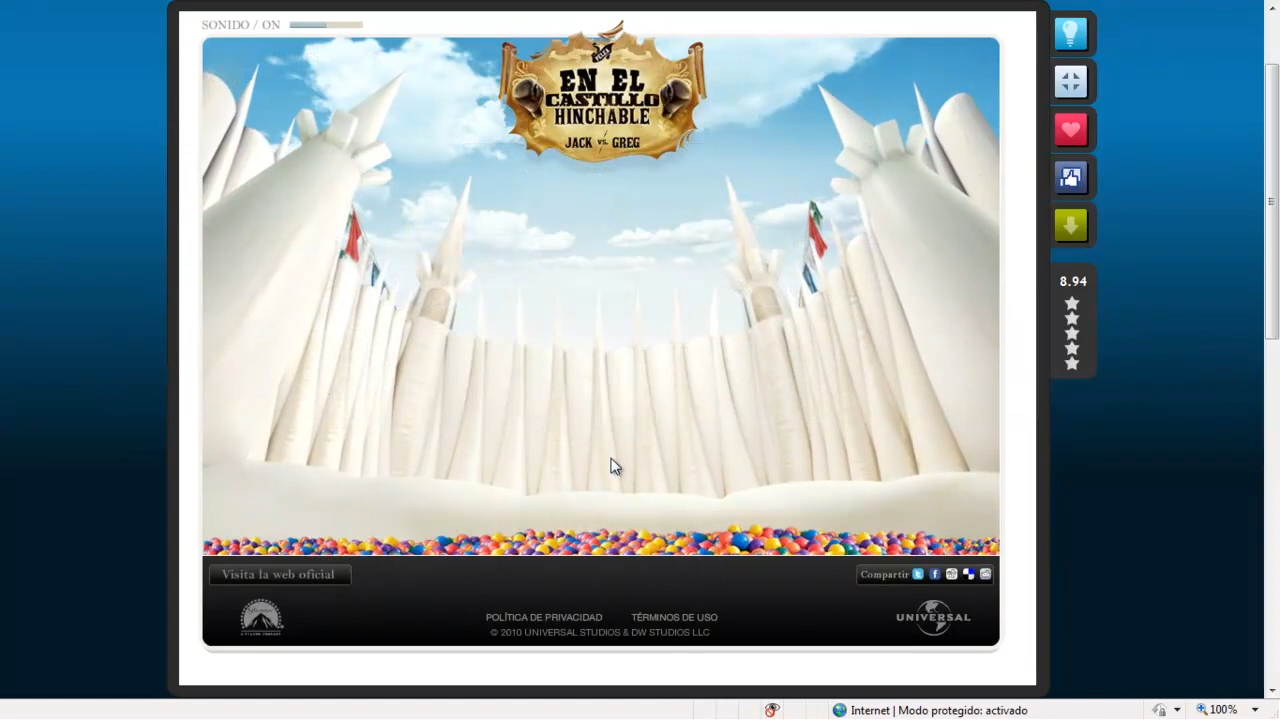 SONIDO / ON
EN EL
CASTILLO
HINCHABLE
JACK VS. GREG
8.94
Visita la web oficial
Compartir
POLÍTICA DE PRIVACIDAD TÉRMINOS DE USO
© 2010 UNIVERSAL STUDIOS & DW STUDIOS LLC
UNIVERSAL
Internet | Modo protegido: activado
100%